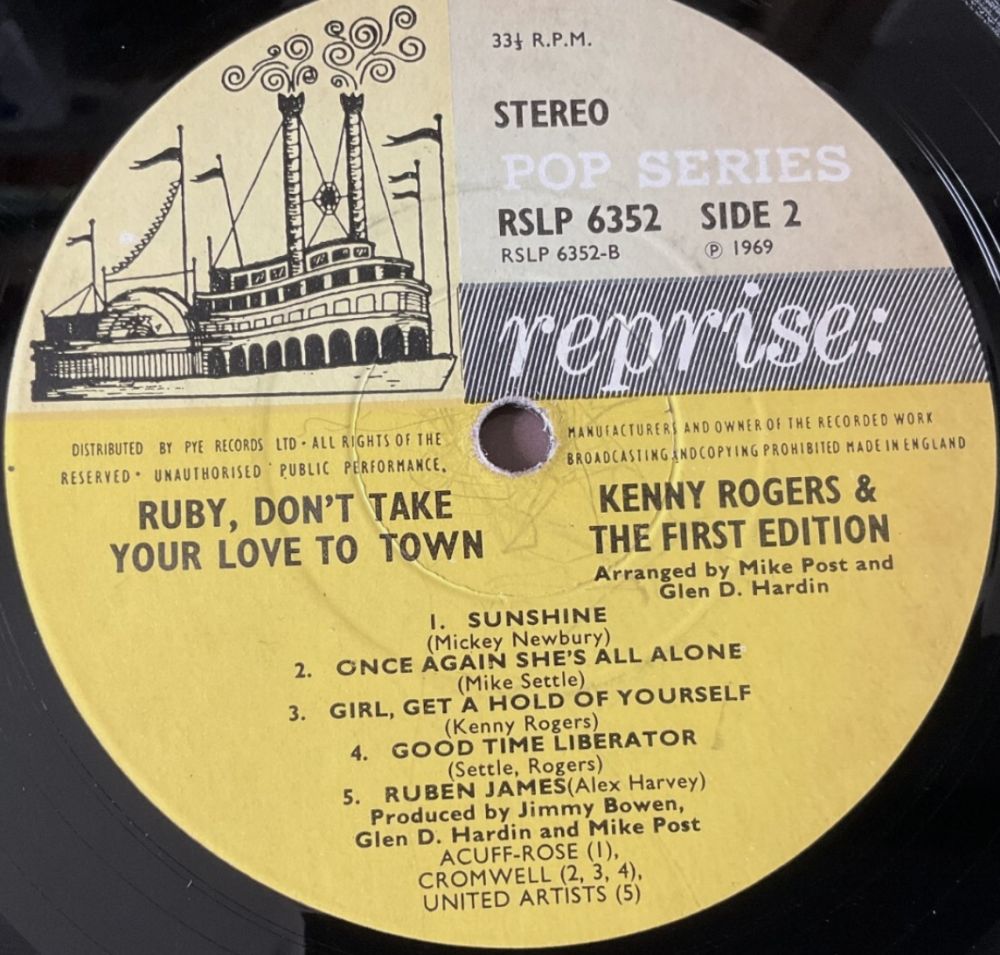 33⅓ R.P.M.
STEREO
POP SERIES
RSLP 6352 SIDE 2
RSLP 6352-B ℗ 1969
reprise:
DISTRIBUTED BY PYE RECORDS LTD · ALL RIGHTS OF THE
RESERVED · UNAUTHORISED PUBLIC PERFORMANCE,
MANUFACTURERS AND OWNER OF THE RECORDED WORK
BROADCASTING AND COPYING PROHIBITED MADE IN ENGLAND
RUBY, DON'T TAKE
YOUR LOVE TO TOWN
KENNY ROGERS &
THE FIRST EDITION
Arranged by Mike Post and
Glen D. Hardin
1. SUNSHINE
(Mickey Newbury)
2. ONCE AGAIN SHE'S ALL ALONE
(Mike Settle)
3. GIRL, GET A HOLD OF YOURSELF
(Kenny Rogers)
4. GOOD TIME LIBERATOR
(Settle, Rogers)
5. RUBEN JAMES(Alex Harvey)
Produced by Jimmy Bowen,
Glen D. Hardin and Mike Post
ACUFF-ROSE (1),
CROMWELL (2, 3, 4),
UNITED ARTISTS (5)